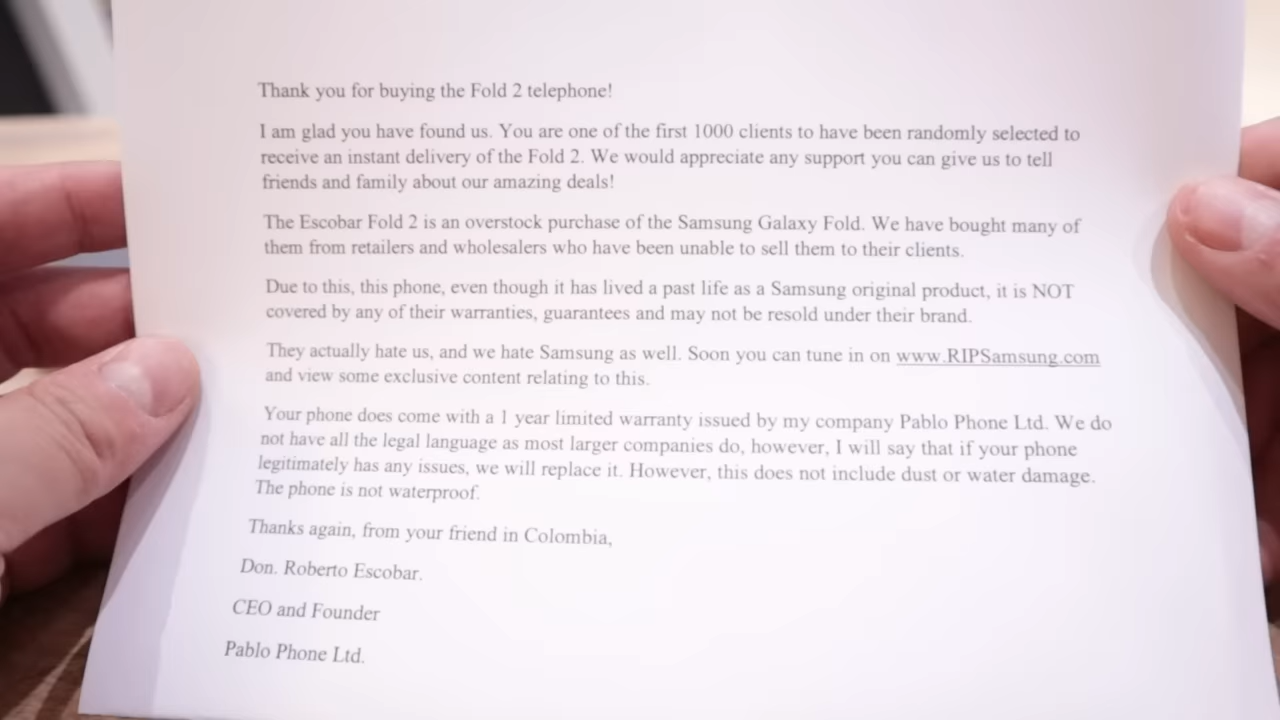 Thank you for buying the Fold 2 telephone!
I am glad you have found us. You are one of the first 1000 clients to have been randomly selected to
receive an instant delivery of the Fold 2. We would appreciate any support you can give us to tell
friends and family about our amazing deals!
The Escobar Fold 2 is an overstock purchase of the Samsung Galaxy Fold. We have bought many of
them from retailers and wholesalers who have been unable to sell them to their clients.
Due to this, this phone, even though it has lived a past life as a Samsung original product, it is NOT
covered by any of their warranties, guarantees and may not be resold under their brand.
They actually hate us, and we hate Samsung as well. Soon you can tune in on www.RIPSamsung.com
and view some exclusive content relating to this.
Your phone does come with a 1 year limited warranty issued by my company Pablo Phone Ltd. We do
not have all the legal language as most larger companies do, however, I will say that if your phone
legitimately has any issues, we will replace it. However, this does not include dust or water damage.
The phone is not waterproof.
Thanks again, from your friend in Colombia,
Don. Roberto Escobar.
CEO and Founder
Pablo Phone Ltd.